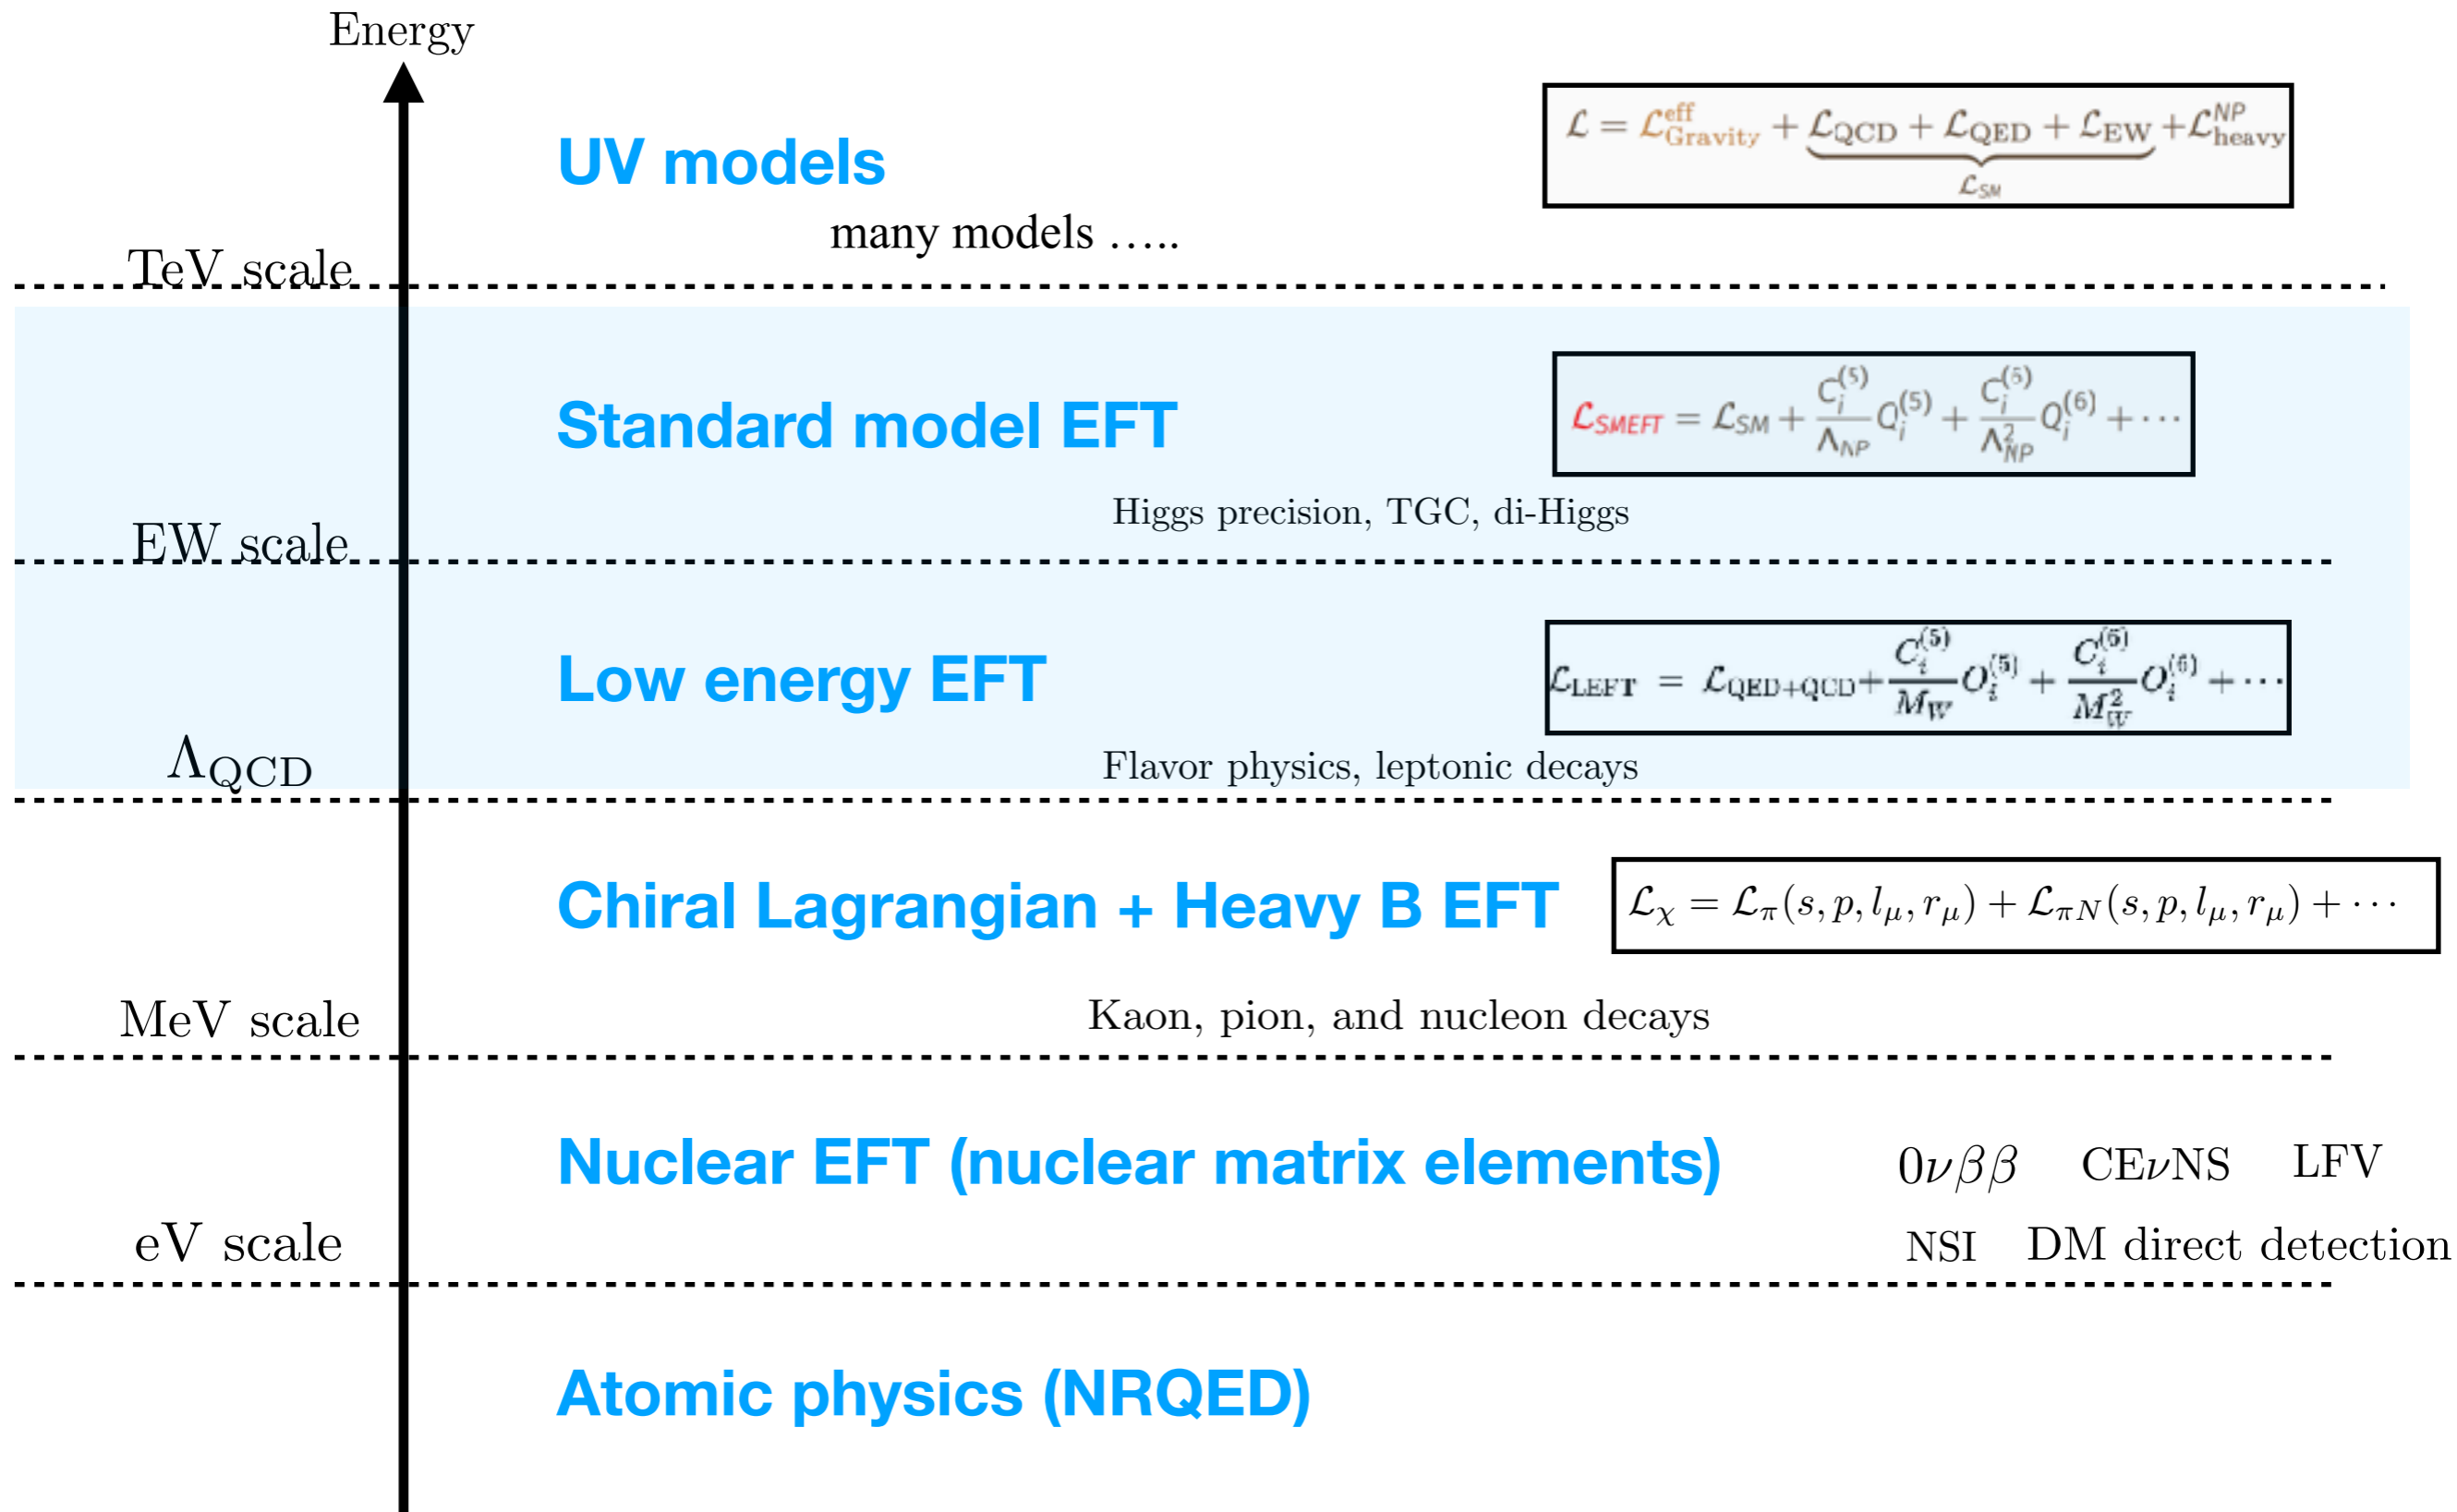 Energy
UV models
ℒ = ℒ^eff_Gravity + ℒ_QCD + ℒ_QED + ℒ_EW + ℒ^NP_heavy
ℒ_SM
many models …..
TeV scale
Standard model EFT
ℒ_SMEFT = ℒ_SM + C_i^(5)/Λ_NP Q_i^(5) + C_i^(6)/Λ_NP^2 Q_i^(6) + ···
Higgs precision, TGC, di-Higgs
EW scale
Low energy EFT
ℒ_LEFT = ℒ_QED+QCD + C_i^(5)/M_W O_i^(5) + C_i^(6)/M_W^2 O_i^(6) + ···
Flavor physics, leptonic decays
Λ_QCD
Chiral Lagrangian + Heavy B EFT
ℒ_χ = ℒ_π(s, p, l_μ, r_μ) + ℒ_πN(s, p, l_μ, r_μ) + ···
Kaon, pion, and nucleon decays
MeV scale
Nuclear EFT (nuclear matrix elements)
0νββ CEνNS LFV
eV scale
NSI DM direct detection
Atomic physics (NRQED)